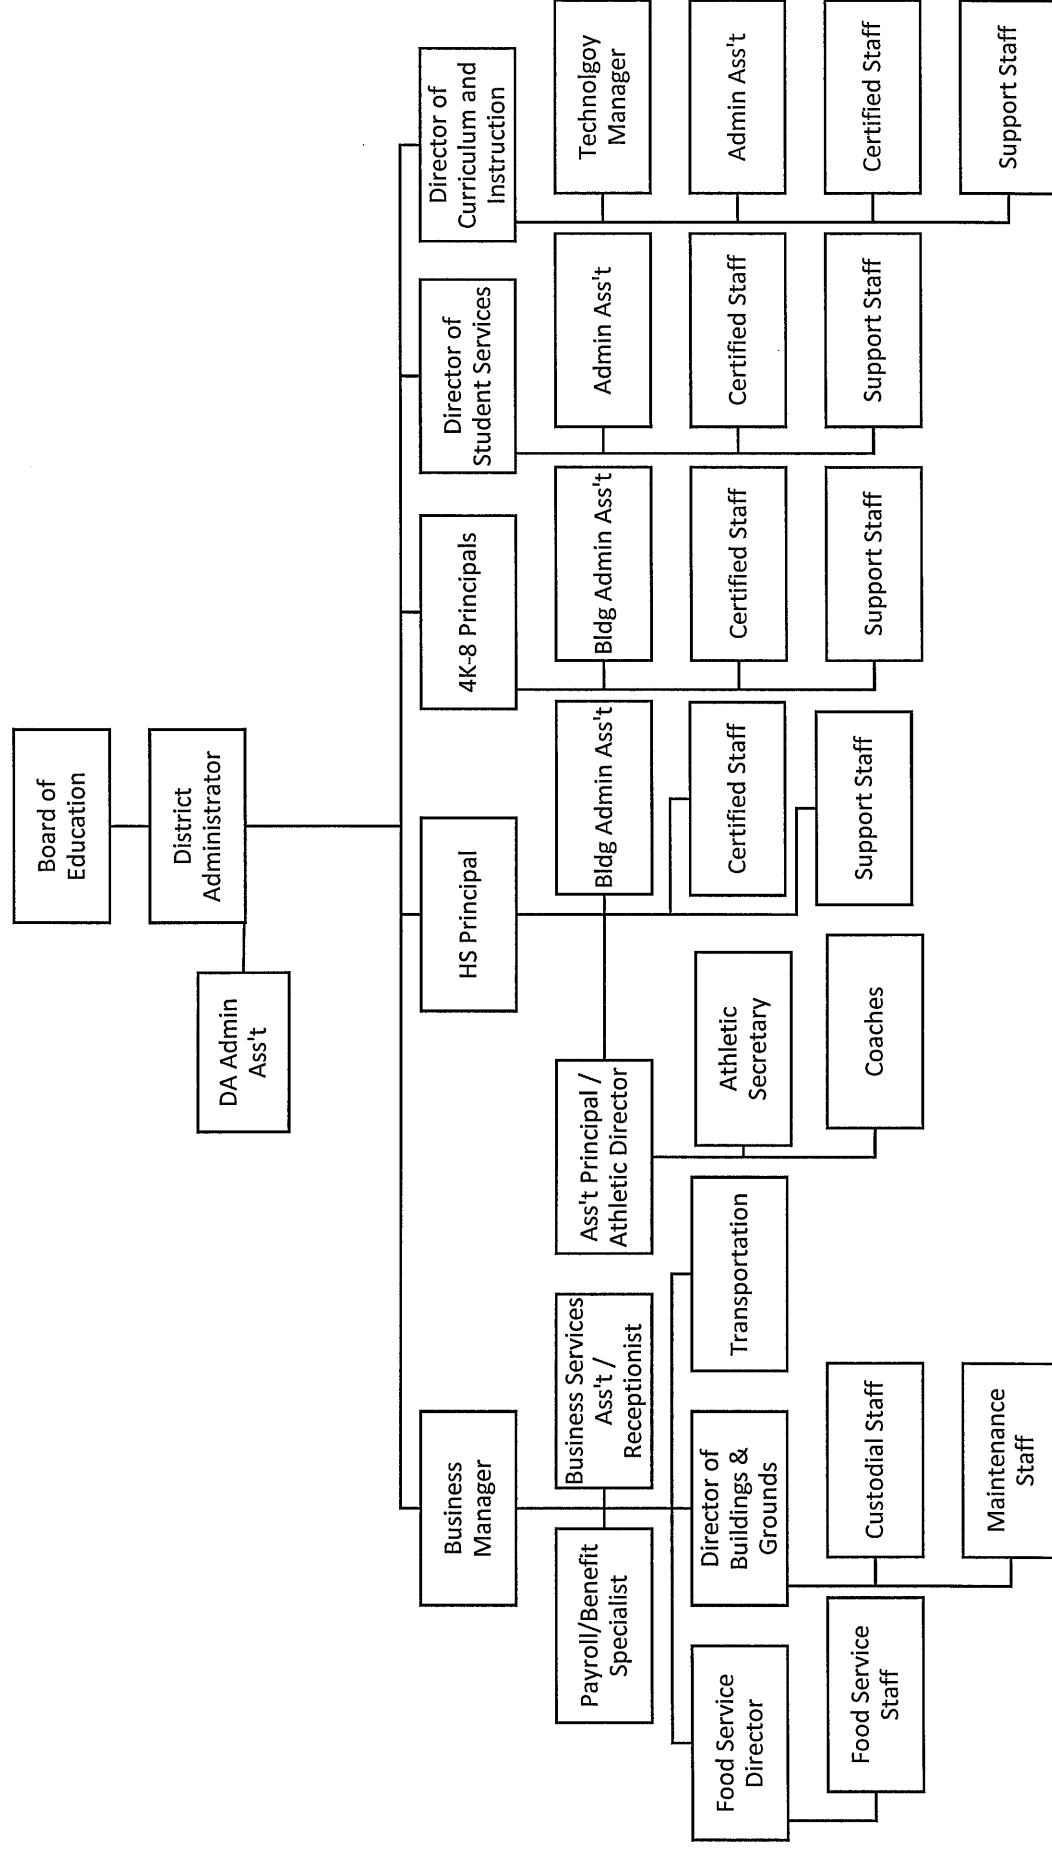 Board of
Education
District
Administrator
DA Admin
Ass't
Business
Manager
HS Principal
4K-8 Principals
Director of
Student Services
Director of
Curriculum and
Instruction
Payroll/Benefit
Specialist
Business Services
Ass't /
Receptionist
Ass't Principal /
Athletic Director
Bldg Admin Ass't
Bldg Admin Ass't
Admin Ass't
Technolgoy
Manager
Food Service
Director
Director of
Buildings &
Grounds
Transportation
Athletic
Secretary
Certified Staff
Certified Staff
Certified Staff
Admin Ass't
Food Service
Staff
Custodial Staff
Coaches
Support Staff
Support Staff
Support Staff
Certified Staff
Maintenance
Staff
Support Staff